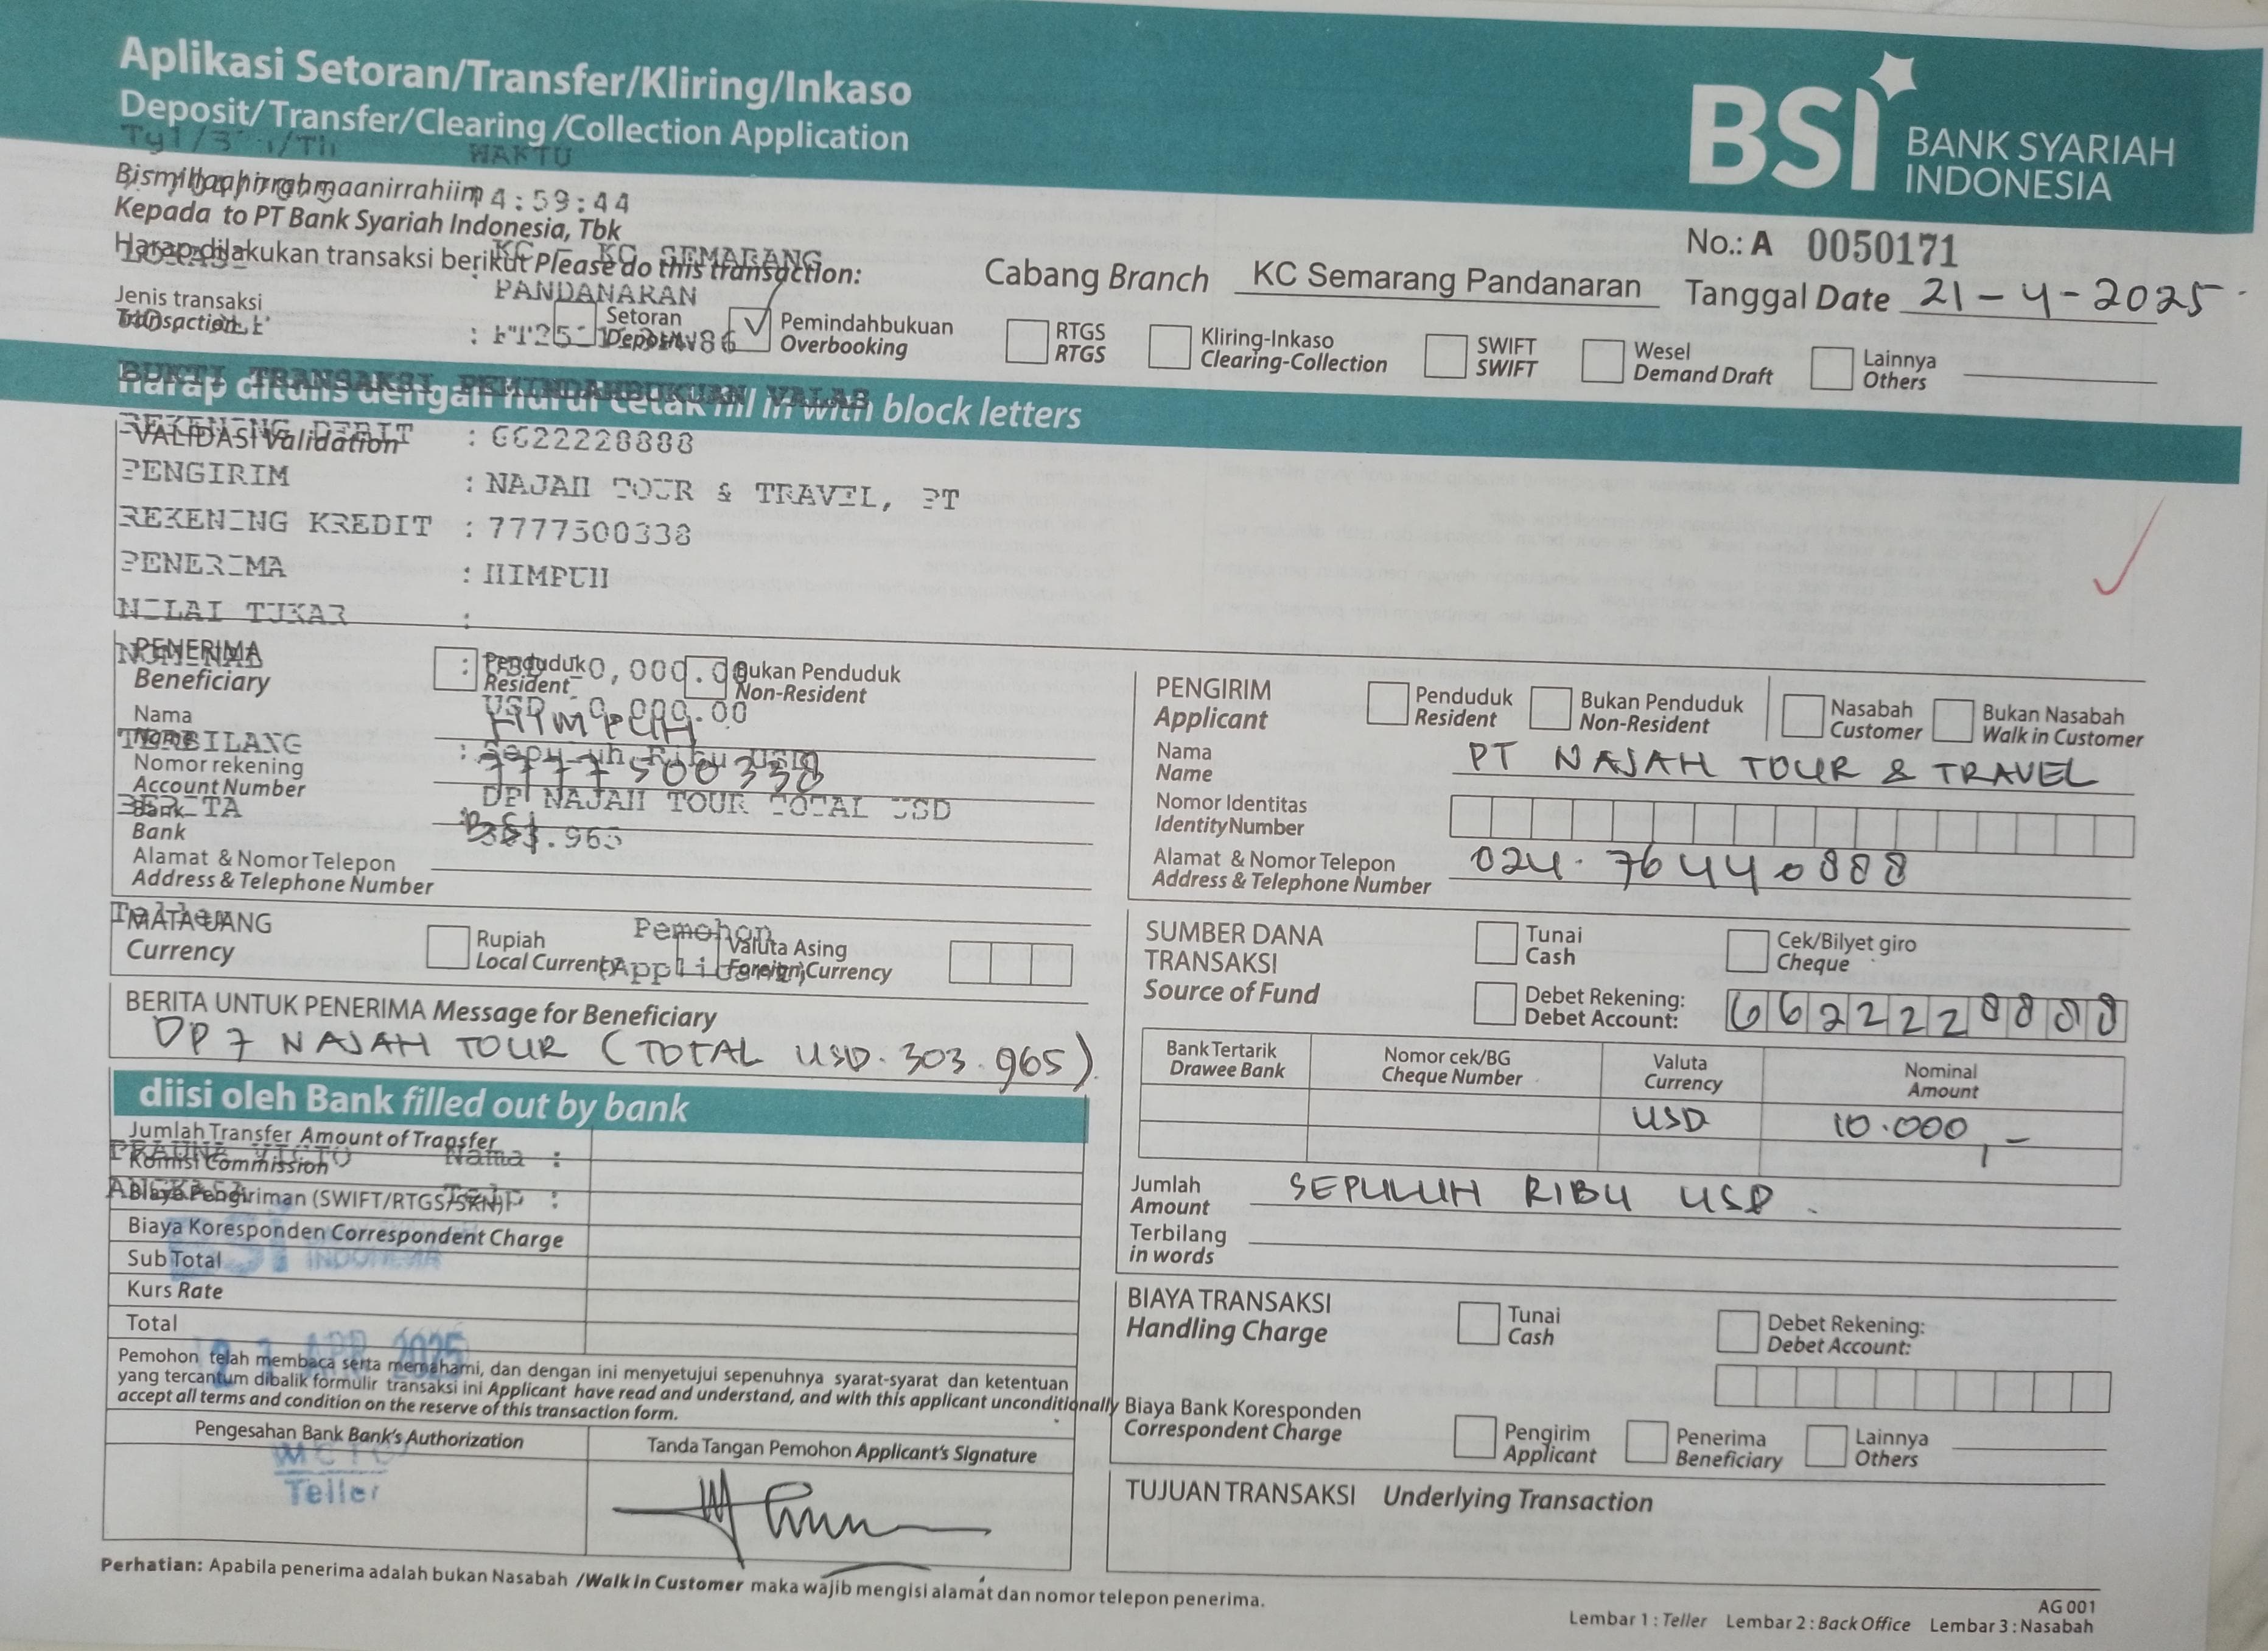 Aplikasi Setoran/Transfer/Kliring/Inkaso
Deposit/Transfer/Clearing/Collection Application
BSI BANK SYARIAH INDONESIA
WAKTU
Bismillaahirrahmaanirrahiim
14:59:44
Kepada to PT Bank Syariah Indonesia, Tbk
Harap dilakukan transaksi berikut Please do this transaction:
: KC - KC SEMARANG
PANDANARAN
No.: A 0050171
Cabang Branch KC Semarang Pandanaran
Tanggal Date 21-4-2025
Jenis transaksi
Transaction
Setoran
Deposit
Pemindahbukuan
Overbooking
RTGS
RTGS
Kliring-Inkaso
Clearing-Collection
SWIFT
SWIFT
Wesel
Demand Draft
Lainnya
Others
BUKTI TRANSAKSI PEMINDAHBUKUAN VALAS
Harap ditulis dengan huruf cetak fill in with block letters
VALIDASI Validation
REKENING DEBIT : 6622228888
PENGIRIM : NAJAH TOUR & TRAVEL, PT
REKENING KREDIT : 7777500338
PENERIMA : HIMPUH
NILAI TUKAR :
PENERIMA
Beneficiary
Penduduk
Resident
Bukan Penduduk
Non-Resident
NOMINAL
Nama
Name
HIMPUH
TERBILANG : Sepuluh Ribu USD
Nomor rekening
Account Number
7777500338
BERITA
DP NAJAH TOUR TOTAL USD
Bank
Bank
BSI
Alamat & Nomor Telepon
Address & Telephone Number
PENGIRIM
Applicant
Penduduk
Resident
Bukan Penduduk
Non-Resident
Nasabah
Customer
Bukan Nasabah
Walk in Customer
Nama
Name
PT NAJAH TOUR & TRAVEL
Nomor Identitas
Identity Number
Alamat & Nomor Telepon
Address & Telephone Number
024. 76440888
Teller
Pemohon
(Applicant)
MATA UANG
Currency
Rupiah
Local Currency
Valuta Asing
Foreign Currency
BERITA UNTUK PENERIMA Message for Beneficiary
DP 7 NAJAH TOUR (TOTAL USD. 303.965)
SUMBER DANA
TRANSAKSI
Source of Fund
Tunai
Cash
Cek/Bilyet giro
Cheque
Debet Rekening:
Debet Account:
6622228888
Bank Tertarik
Drawee Bank
Nomor cek/BG
Cheque Number
Valuta
Currency
Nominal
Amount
USD
10.000,-
Jumlah
Amount
SEPULUH RIBU USD.
Terbilang
in words
diisi oleh Bank filled out by bank
Jumlah Transfer Amount of Transfer
Nama :
Komisi Commission
Telp :
Biaya Pengiriman (SWIFT/RTGS/SKN)
Biaya Koresponden Correspondent Charge
Sub Total
Kurs Rate
Total
21 APR 2025
BIAYA TRANSAKSI
Handling Charge
Tunai
Cash
Debet Rekening:
Debet Account:
Biaya Bank Koresponden
Correspondent Charge
Pengirim
Applicant
Penerima
Beneficiary
Lainnya
Others
Pemohon telah membaca serta memahami, dan dengan ini menyetujui sepenuhnya syarat-syarat dan ketentuan
yang tercantum dibalik formulir transaksi ini Applicant have read and understand, and with this applicant unconditionally
accept all terms and condition on the reserve of this transaction form.
Pengesahan Bank Bank's Authorization
Tanda Tangan Pemohon Applicant's Signature
Teller
TUJUAN TRANSAKSI Underlying Transaction
Perhatian: Apabila penerima adalah bukan Nasabah /Walk in Customer maka wajib mengisi alamat dan nomor telepon penerima.
AG 001
Lembar 1 : Teller Lembar 2 : Back Office Lembar 3 : Nasabah